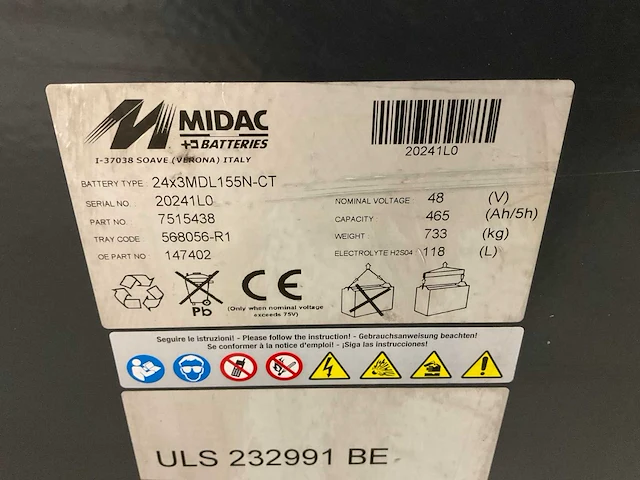 MIDAC
BATTERIES
I-37038 SOAVE (VERONA) ITALY
20241L0
BATTERY TYPE 24x3MDL155N-CT
SERIAL NO. 20241L0
PART NO. 7515438
TRAY CODE 568056-R1
OE PART NO 147402
NOMINAL VOLTAGE 48 (V)
CAPACITY 465 (Ah/5h)
WEIGHT 733 (kg)
ELECTROLYTE H2S04 118 (L)
Pb
CE
(Only when nominal voltage
exceeds 75V)
Seguire le istruzioni! - Please follow the instruction! - Gebrauchsanweisung beachten!
Se conformer à la notice d'emploi! - ¡Siga las instrucciones!
ULS 232991 BE